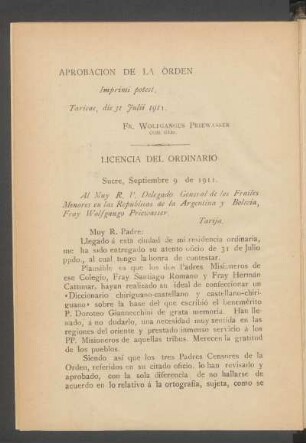 APROBACION DE LA ÓRDEN
Imprimi potest.
Tarixae, die 31 Julii 1911.
FR. WOLFGANGUS PRIEWASSER
LICENCIA DEL ORDINARIO
Sucre, Septiembre 9 de 1911.
Al Muy R. P. Delegado General de los Frailes
Menores en las Repúblicas de la Argentina y Bolivia,
Fray Wolfgango Priewasser.
Tarija.
Muy R. Padre:
Llegado á esta ciudad de mi residencia ordinaria,
me ha sido entregado su atento oficio de 31 de Julio
ppdo., al cual tengo la honra de contestar.
Plausible es que los dos Padres Misioneros de
ese Colegio, Fray Santiago Romano y Fray Hermán
Cattunar, hayan realizado su ideal de confeccionar un
«Diccionario chiriguano-castellano y castellano-chiri-
guano» sobre la base del que escribió el benemérito
P. Doroteo Giannecchini de grata memoria. Han lle-
nado, á no dudarlo, una necesidad muy sentida en las
regiones del oriente y prestado inmenso servicio á los
PP. Misioneros de aquellas tribus. Merecen la gratitud
de los pueblos.
Siendo así que los tres Padres Censores de la
Orden, referidos en su citado oficio, lo han revisado y
aprobado, con la sola diferencia de no hallarse de
acuerdo en lo relativo á la ortografía, sujeta, como se